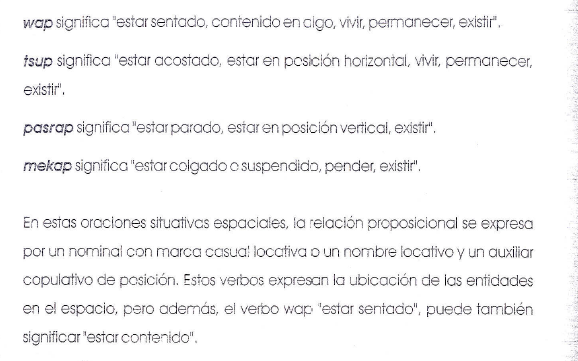 wap significa "estar sentado, contenido en algo, vivir, permanecer, existir".
tsup significa "estar acostado, estar en posición horizontal, vivir, permanecer,
existir".
pasrap significa "estar parado, estar en posición vertical, existir".
mekap significa "estar colgado o suspendido, pender, existir".
En estas oraciones situativas espaciales, la relación proposicional se expresa
por un nominal con marca casual locativa o un nombre locativo y un auxiliar
copulativo de posición. Estos verbos expresan la ubicación de las entidades
en el espacio, pero además, el verbo wap "estar sentado", puede también
significar "estar contenido".